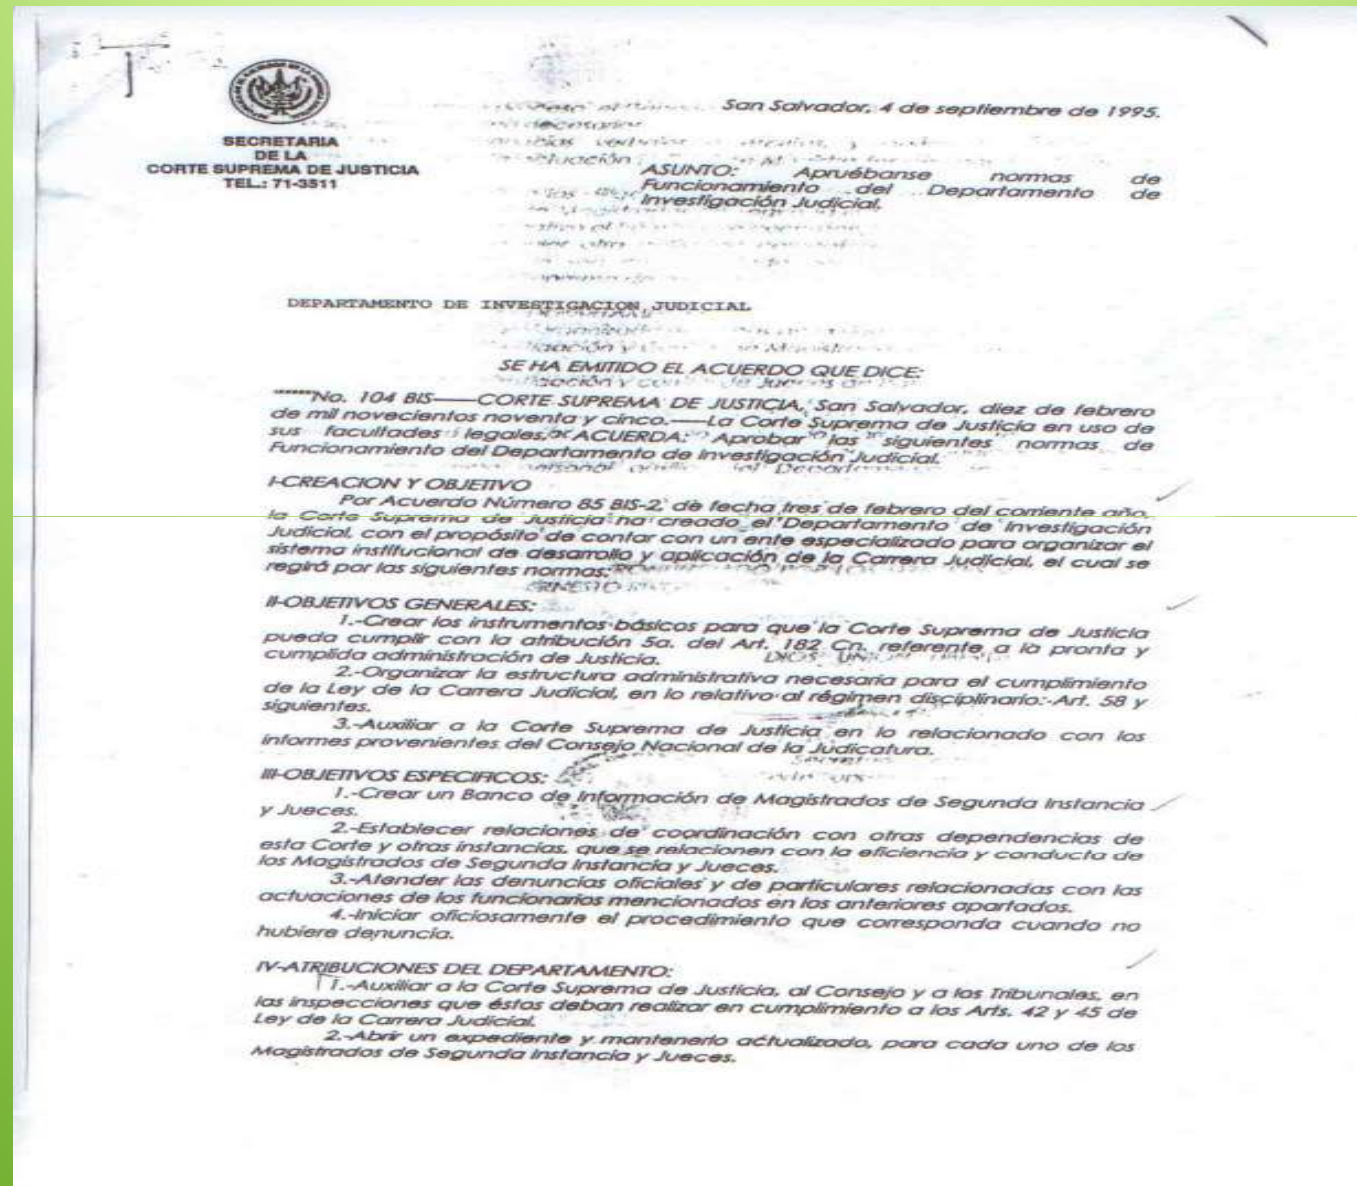 San Salvador, 4 de septiembre de 1995.
SECRETARIA
DE LA
CORTE SUPREMA DE JUSTICIA
TEL.: 71-3511
ASUNTO: Apruébanse normas de
Funcionamiento del Departamento de
Investigación Judicial.
DEPARTAMENTO DE INVESTIGACION JUDICIAL
SE HA EMITIDO EL ACUERDO QUE DICE:
""""No. 104 BIS----CORTE SUPREMA DE JUSTICIA, San Salvador, diez de febrero
de mil novecientos noventa y cinco.----La Corte Suprema de Justicia en uso de
sus facultades legales, ACUERDA: Aprobar las siguientes normas de
Funcionamiento del Departamento de Investigación Judicial.
I-CREACION Y OBJETIVO
Por Acuerdo Número 85 BIS-2, de fecha tres de febrero del corriente año,
la Corte Suprema de Justicia ha creado el Departamento de Investigación
Judicial, con el propósito de contar con un ente especializado para organizar el
sistema institucional de desarrollo y aplicación de la Carrera Judicial, el cual se
regirá por las siguientes normas:
II-OBJETIVOS GENERALES:
1.-Crear los instrumentos básicos para que la Corte Suprema de Justicia
pueda cumplir con la atribución 5a. del Art. 182 Cn. referente a la pronta y
cumplida administración de Justicia.
2.-Organizar la estructura administrativa necesaria para el cumplimiento
de la Ley de la Carrera Judicial, en lo relativo al régimen disciplinario:-Art. 58 y
siguientes.
3.-Auxiliar a la Corte Suprema de Justicia en lo relacionado con los
informes provenientes del Consejo Nacional de la Judicatura.
III-OBJETIVOS ESPECIFICOS:
1.-Crear un Banco de Información de Magistrados de Segunda Instancia
y Jueces.
2.-Establecer relaciones de coordinación con otras dependencias de
esta Corte y otras instancias, que se relacionen con la eficiencia y conducta de
los Magistrados de Segunda Instancia y Jueces.
3.-Atender las denuncias oficiales y de particulares relacionadas con las
actuaciones de los funcionarios mencionados en los anteriores apartados.
4.-Iniciar oficiosamente el procedimiento que corresponda cuando no
hubiere denuncia.
IV-ATRIBUCIONES DEL DEPARTAMENTO:
1.-Auxiliar a la Corte Suprema de Justicia, al Consejo y a los Tribunales, en
las inspecciones que éstos deban realizar en cumplimiento a los Arts. 42 y 45 de
Ley de la Carrera Judicial.
2.-Abrir un expediente y mantenerlo actualizado, para cada uno de los
Magistrados de Segunda Instancia y Jueces.